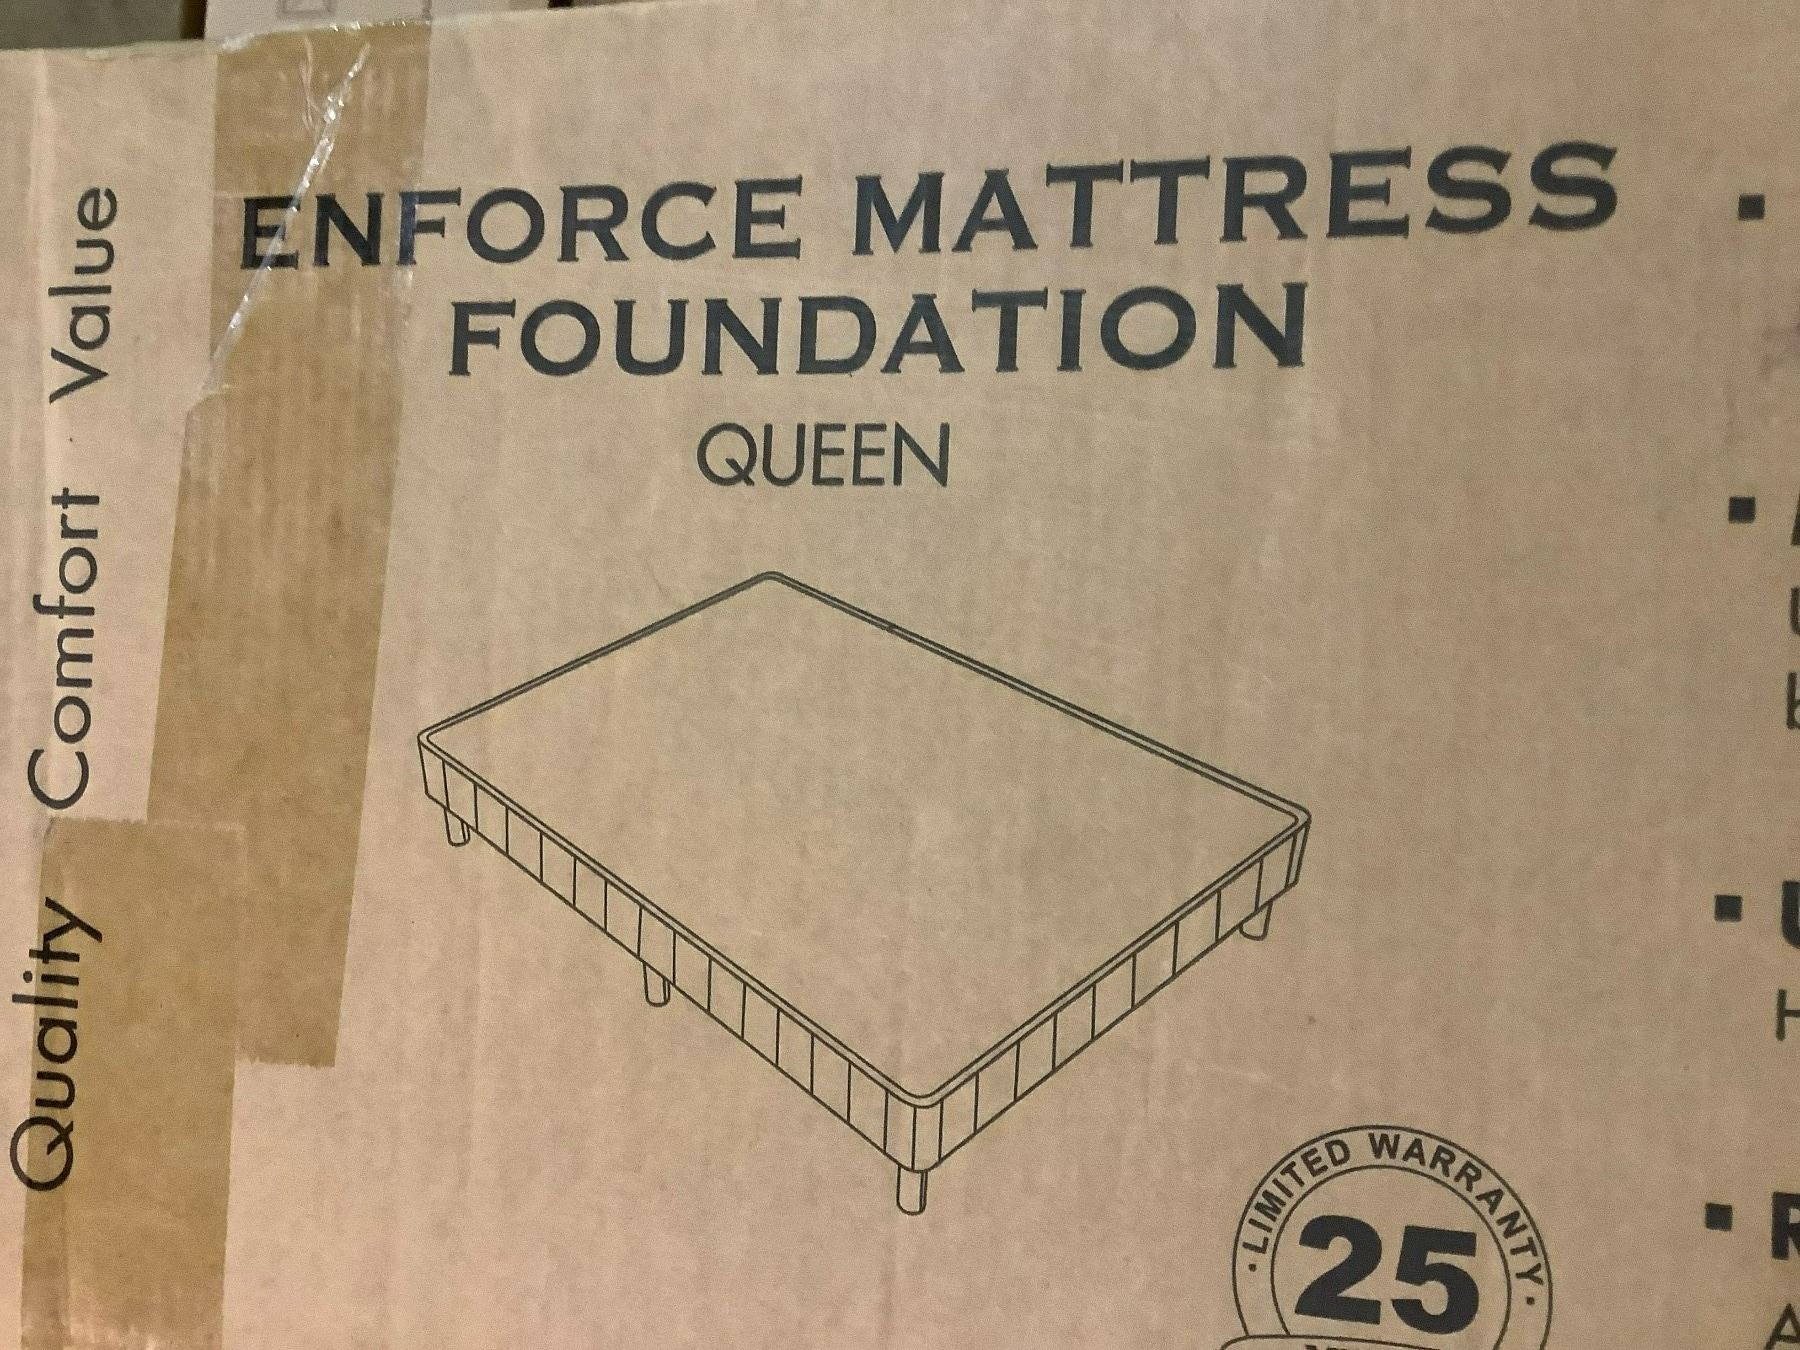 ENFORCE MATTRESS
FOUNDATION
QUEEN
Quality Comfort Value
LIMITED WARRANTY
25